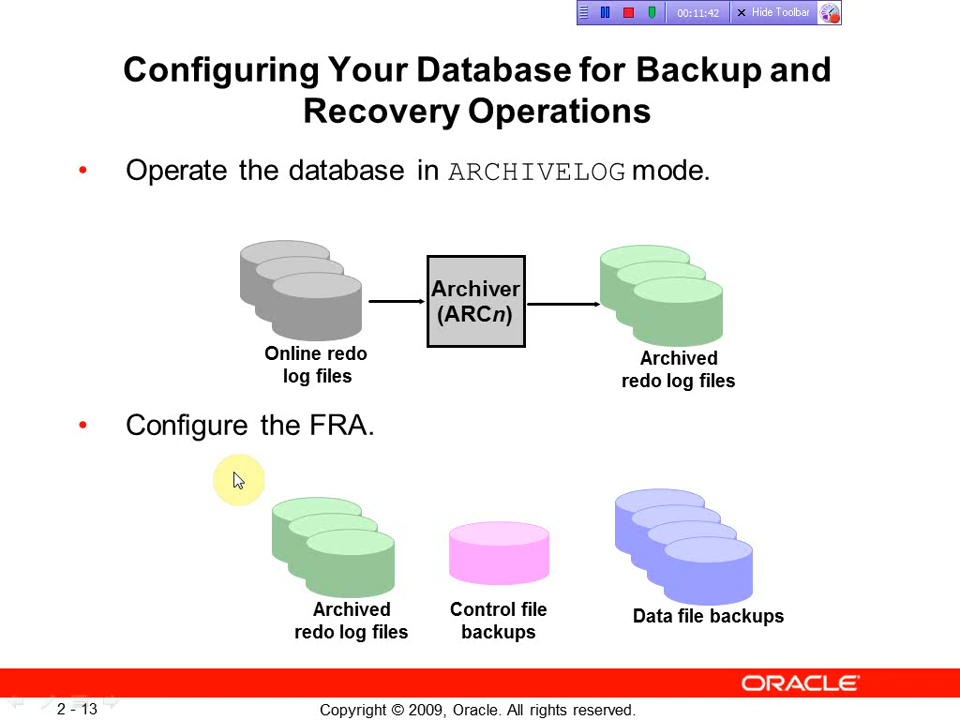 00:11:42 Hide Toolbar
Configuring Your Database for Backup and
Recovery Operations
• Operate the database in ARCHIVELOG mode.
Archiver
(ARCn)
Online redo
log files
Archived
redo log files
• Configure the FRA.
Archived
redo log files
Control file
backups
Data file backups
ORACLE
2 - 13
Copyright © 2009, Oracle. All rights reserved.